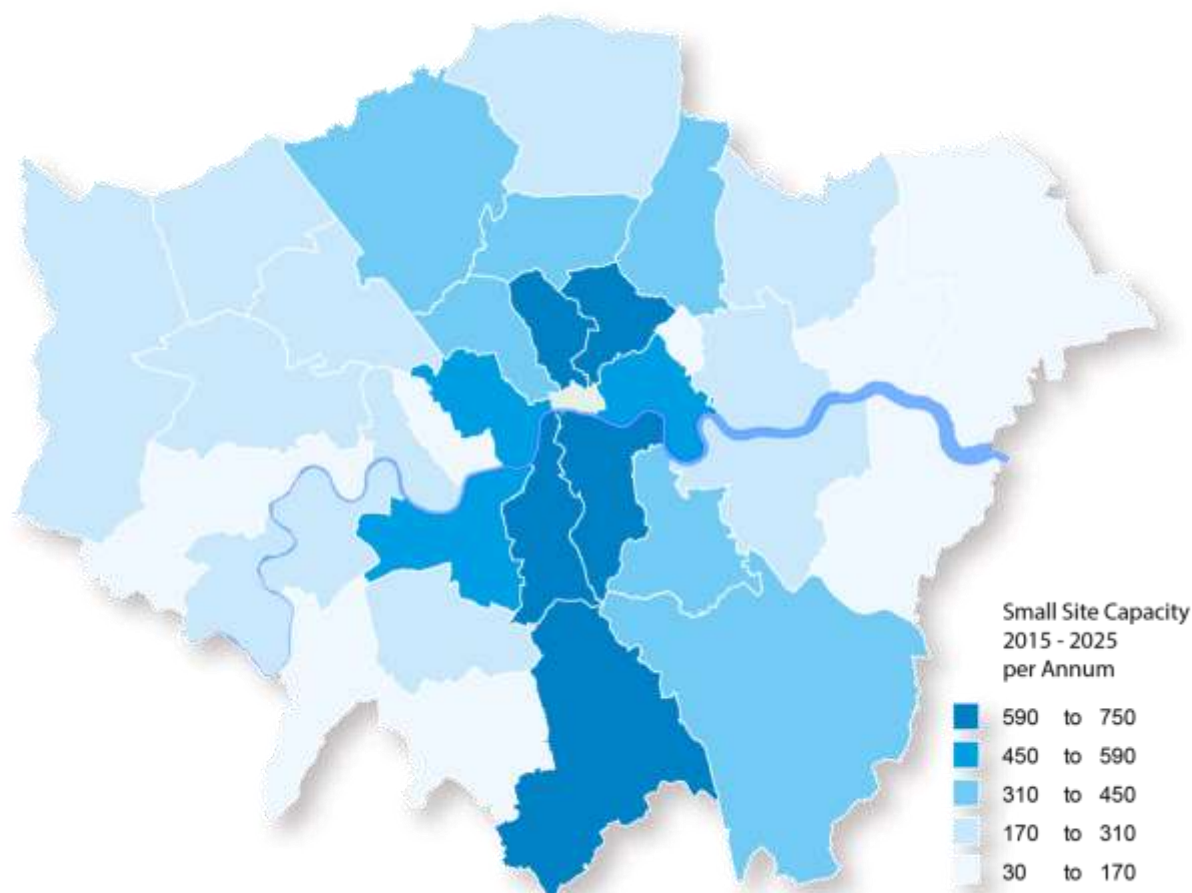 Small Site Capacity
2015 - 2025
per Annum
590 to 750
450 to 590
310 to 450
170 to 310
30 to 170